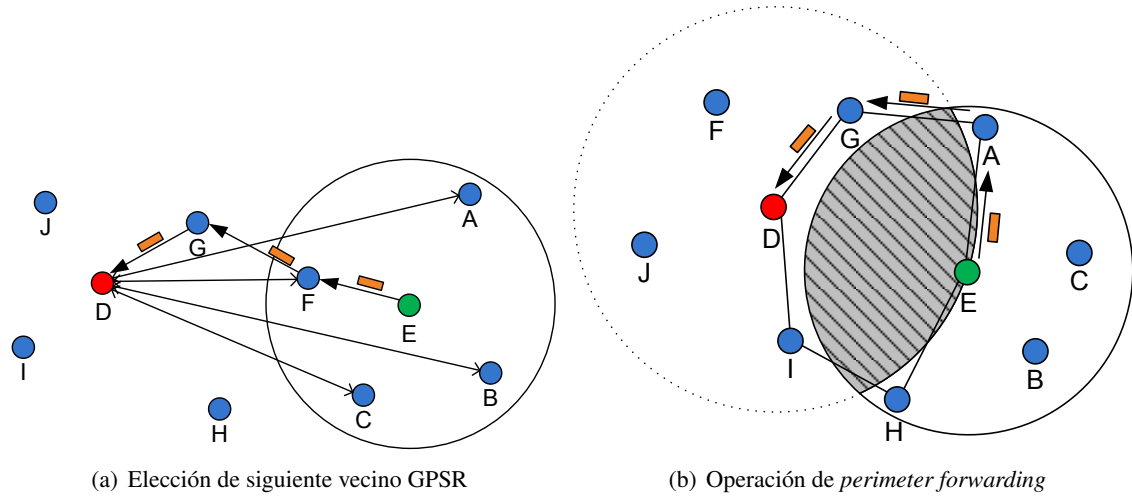 J
G
A
D
F
E
I
C
B
H
(a) Elección de siguiente vecino GPSR
F
G
A
D
J
C
E
I
B
H
(b) Operación de perimeter forwarding